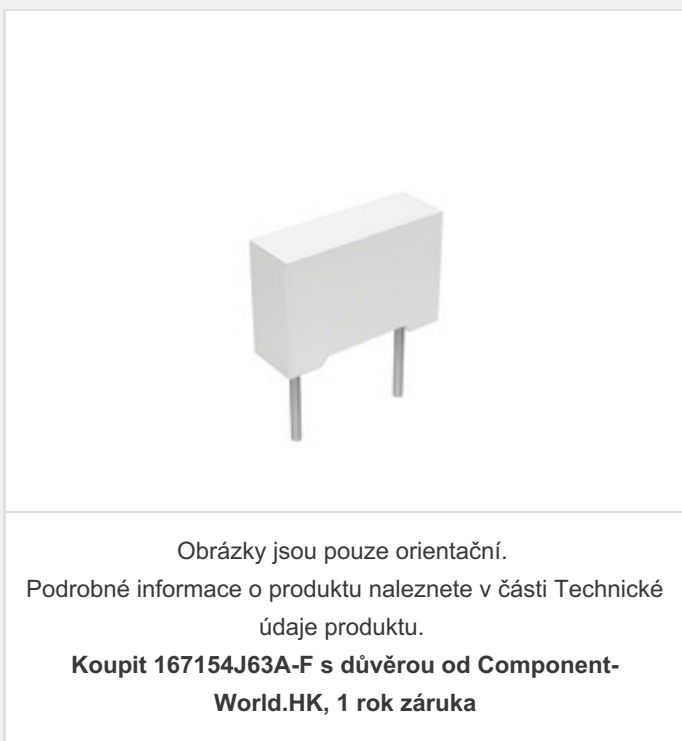 Obrázky jsou pouze orientační.
Podrobné informace o produktu naleznete v části Technické
údaje produktu.
Koupit 167154J63A-F s důvěrou od Component-
World.HK, 1 rok záruka